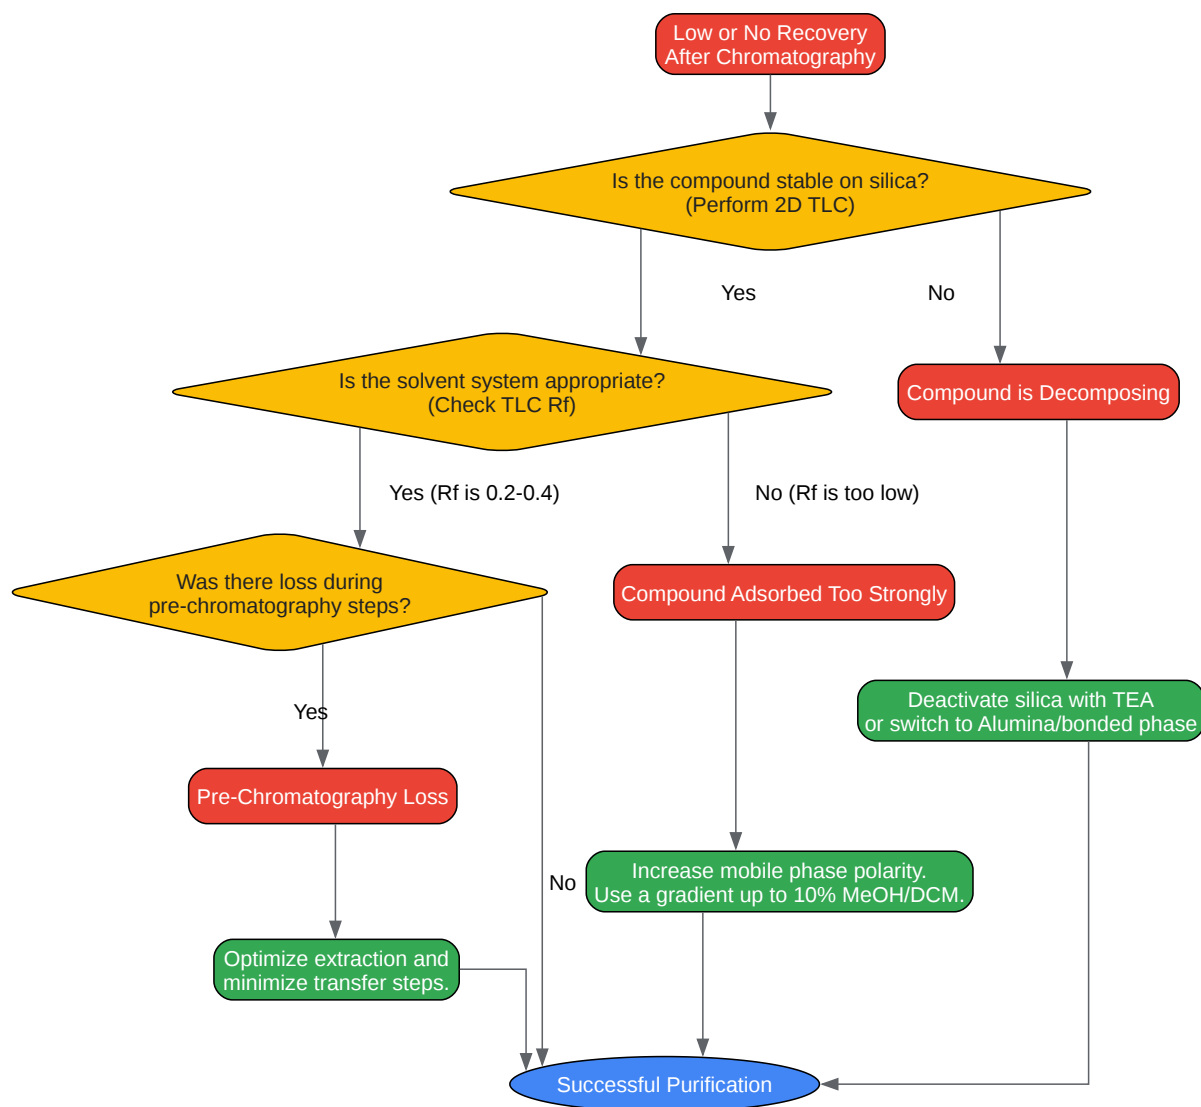 Low or No Recovery
After Chromatography
Is the compound stable on silica?
(Perform 2D TLC)
Yes
No
Is the solvent system appropriate?
(Check TLC Rf)
Compound is Decomposing
Yes (Rf is 0.2-0.4)
No (Rf is too low)
Was there loss during
pre-chromatography steps?
Compound Adsorbed Too Strongly
Deactivate silica with TEA
or switch to Alumina/bonded phase
Yes
Pre-Chromatography Loss
Increase mobile phase polarity.
Use a gradient up to 10% MeOH/DCM.
No
Optimize extraction and
minimize transfer steps.
Successful Purification